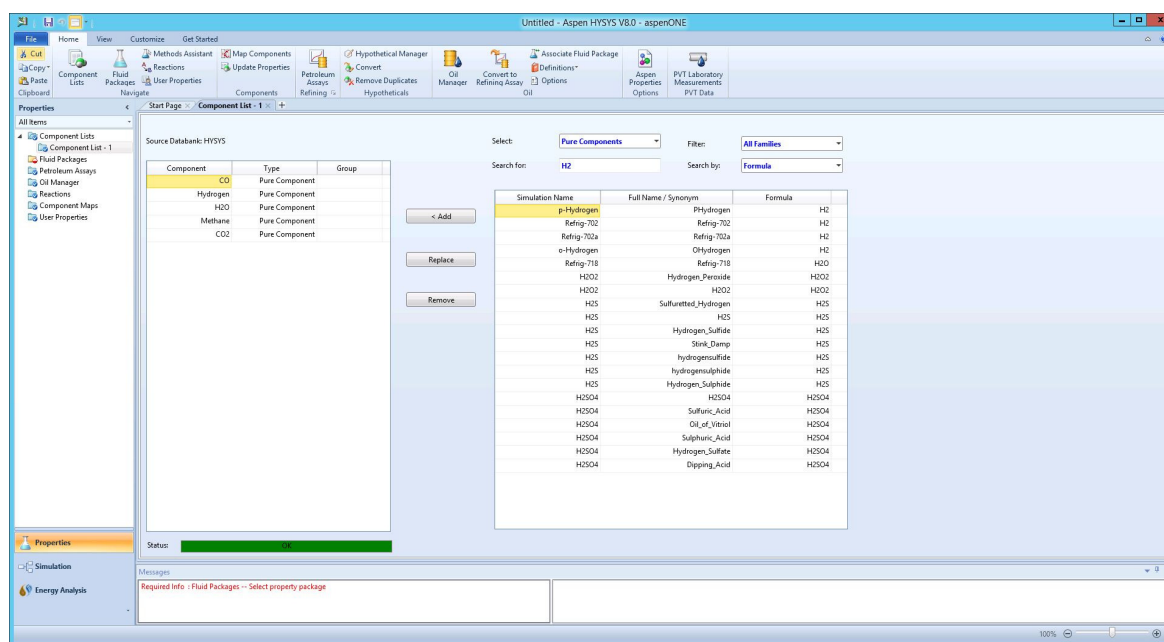 Untitled - Aspen HYSYS V8.0 - aspenONE
File Home View Customize Get Started
Cut
Copy
Paste
Clipboard
Component Lists
Fluid Packages
Methods Assistant
Reactions
User Properties
Navigate
Map Components
Update Properties
Components
Petroleum Assays
Refining
Hypothetical Manager
Convert
Remove Duplicates
Hypotheticals
Oil Manager
Convert to Refining Assay
Associate Fluid Package
Definitions
Options
Oil
Aspen Properties
Options
PVT Laboratory Measurements
PVT Data
Properties <
All Items
Component Lists
Component List - 1
Fluid Packages
Petroleum Assays
Oil Manager
Reactions
Component Maps
User Properties
Properties
Simulation
Energy Analysis
Start Page × Component List - 1 × +
Source Databank: HYSYS
Component Type Group
CO Pure Component
Hydrogen Pure Component
H2O Pure Component
Methane Pure Component
CO2 Pure Component
Status: OK
< Add
Replace
Remove
Select: Pure Components Filter: All Families
Search for: H2 Search by: Formula
Simulation Name Full Name / Synonym Formula
p-Hydrogen PHydrogen H2
Refrig-702 Refrig-702 H2
Refrig-702a Refrig-702a H2
o-Hydrogen OHydrogen H2
Refrig-718 Refrig-718 H2O
H2O2 Hydrogen_Peroxide H2O2
H2O2 H2O2 H2O2
H2S Sulfuretted_Hydrogen H2S
H2S H2S H2S
H2S Hydrogen_Sulfide H2S
H2S Stink_Damp H2S
H2S hydrogensulfide H2S
H2S hydrogensulphide H2S
H2S Hydrogen_Sulphide H2S
H2SO4 H2SO4 H2SO4
H2SO4 Sulfuric_Acid H2SO4
H2SO4 Oil_of_Vitriol H2SO4
H2SO4 Sulphuric_Acid H2SO4
H2SO4 Hydrogen_Sulfate H2SO4
H2SO4 Dipping_Acid H2SO4
Messages
Required Info : Fluid Packages -- Select property package
100%